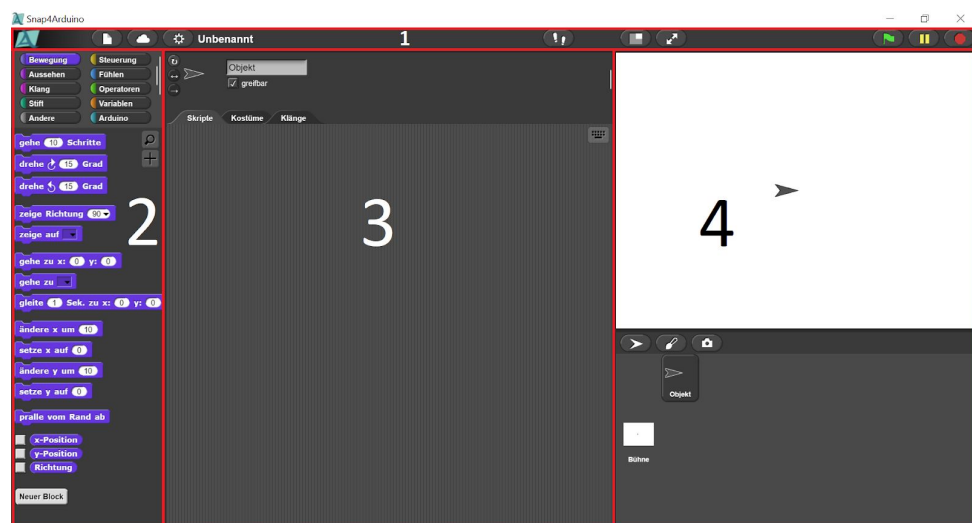 Snap4Arduino
Unbenannt
1
Bewegung Steuerung
Aussehen Fühlen
Klang Operatoren
Stift Variablen
Andere Arduino
gehe 10 Schritte
drehe 15 Grad
drehe 15 Grad
zeige Richtung 90
zeige auf
gehe zu x: 0 y: 0
gehe zu
gleite 1 Sek. zu x: 0 y: 0
ändere x um 10
setze x auf 0
ändere y um 10
setze y auf 0
pralle vom Rand ab
x-Position
y-Position
Richtung
Neuer Block
2
Objekt
greifbar
Skripte Kostüme Klänge
3
4
Objekt
Bühne